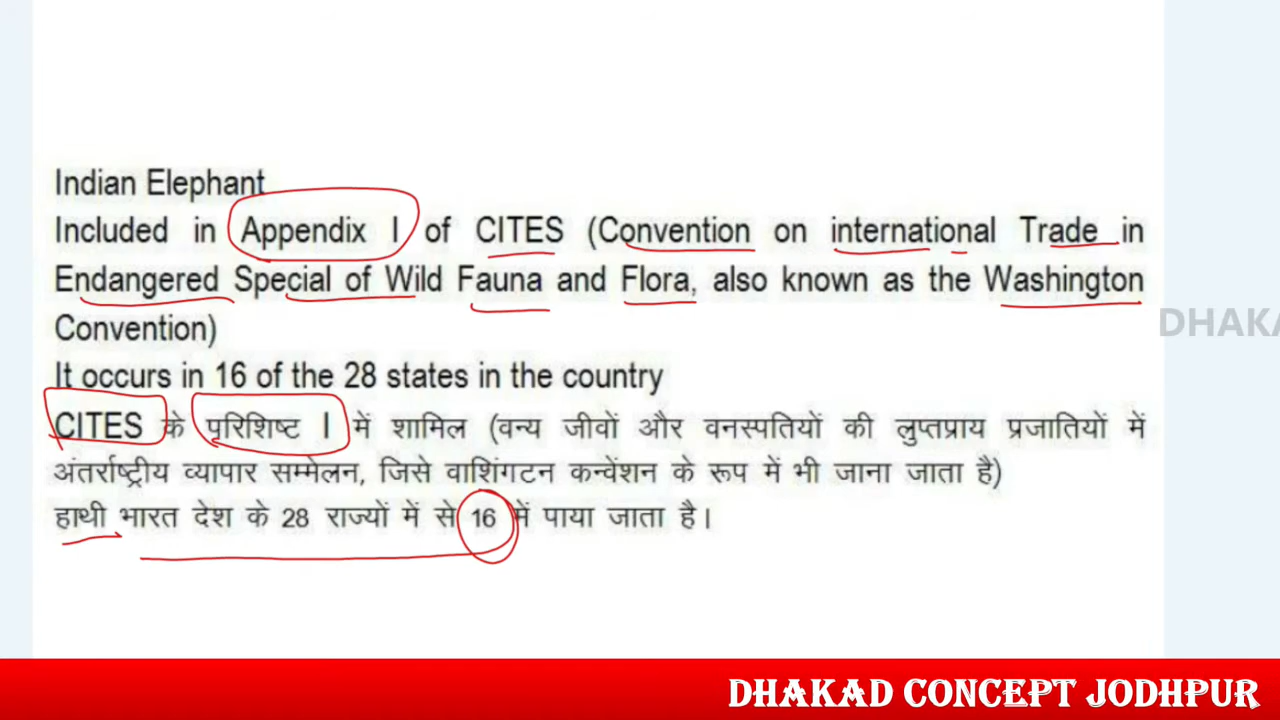 Indian Elephant
Included in Appendix I of CITES (Convention on international Trade in
Endangered Special of Wild Fauna and Flora, also known as the Washington
Convention)
It occurs in 16 of the 28 states in the country
CITES के परिशिष्ट I में शामिल (वन्य जीवों और वनस्पतियों की लुप्तप्राय प्रजातियों में
अंतर्राष्ट्रीय व्यापार सम्मेलन, जिसे वाशिंगटन कन्वेंशन के रूप में भी जाना जाता है)
हाथी भारत देश के 28 राज्यों में से 16 में पाया जाता है।
DHAKA
DHAKAD CONCEPT JODHPUR